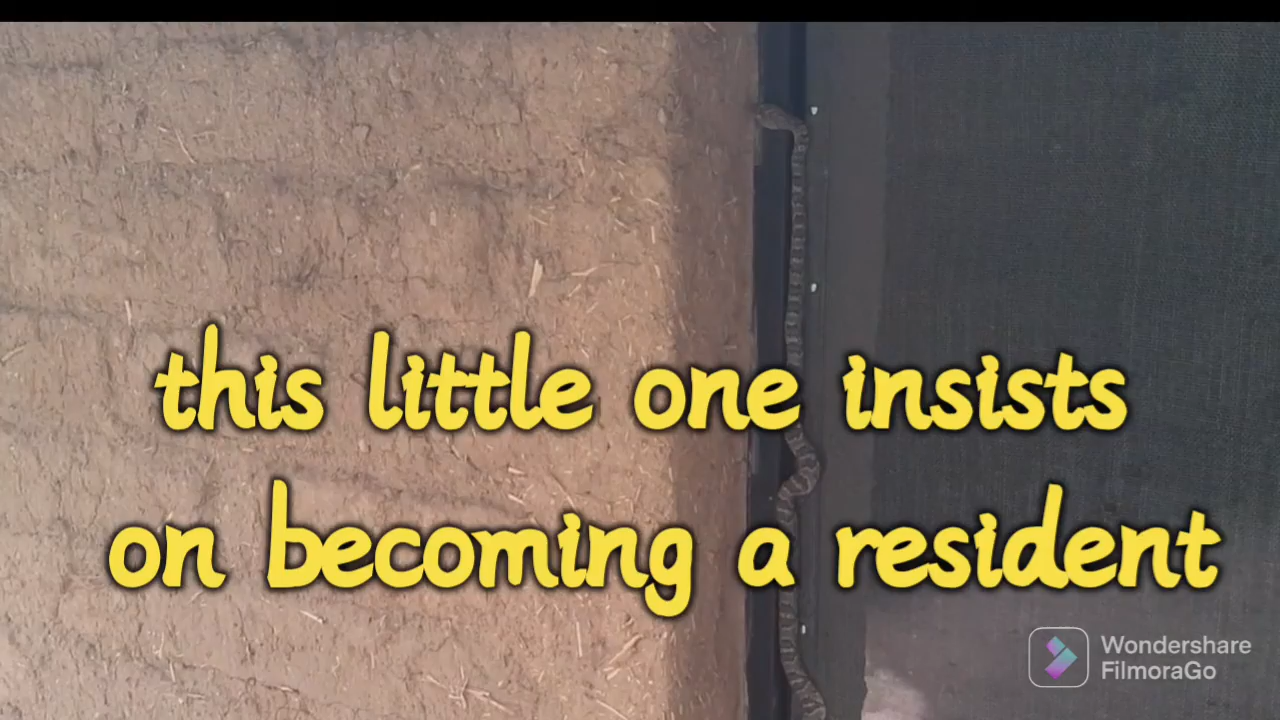 this little one insists
on becoming a resident
Wondershare
FilmoraGo